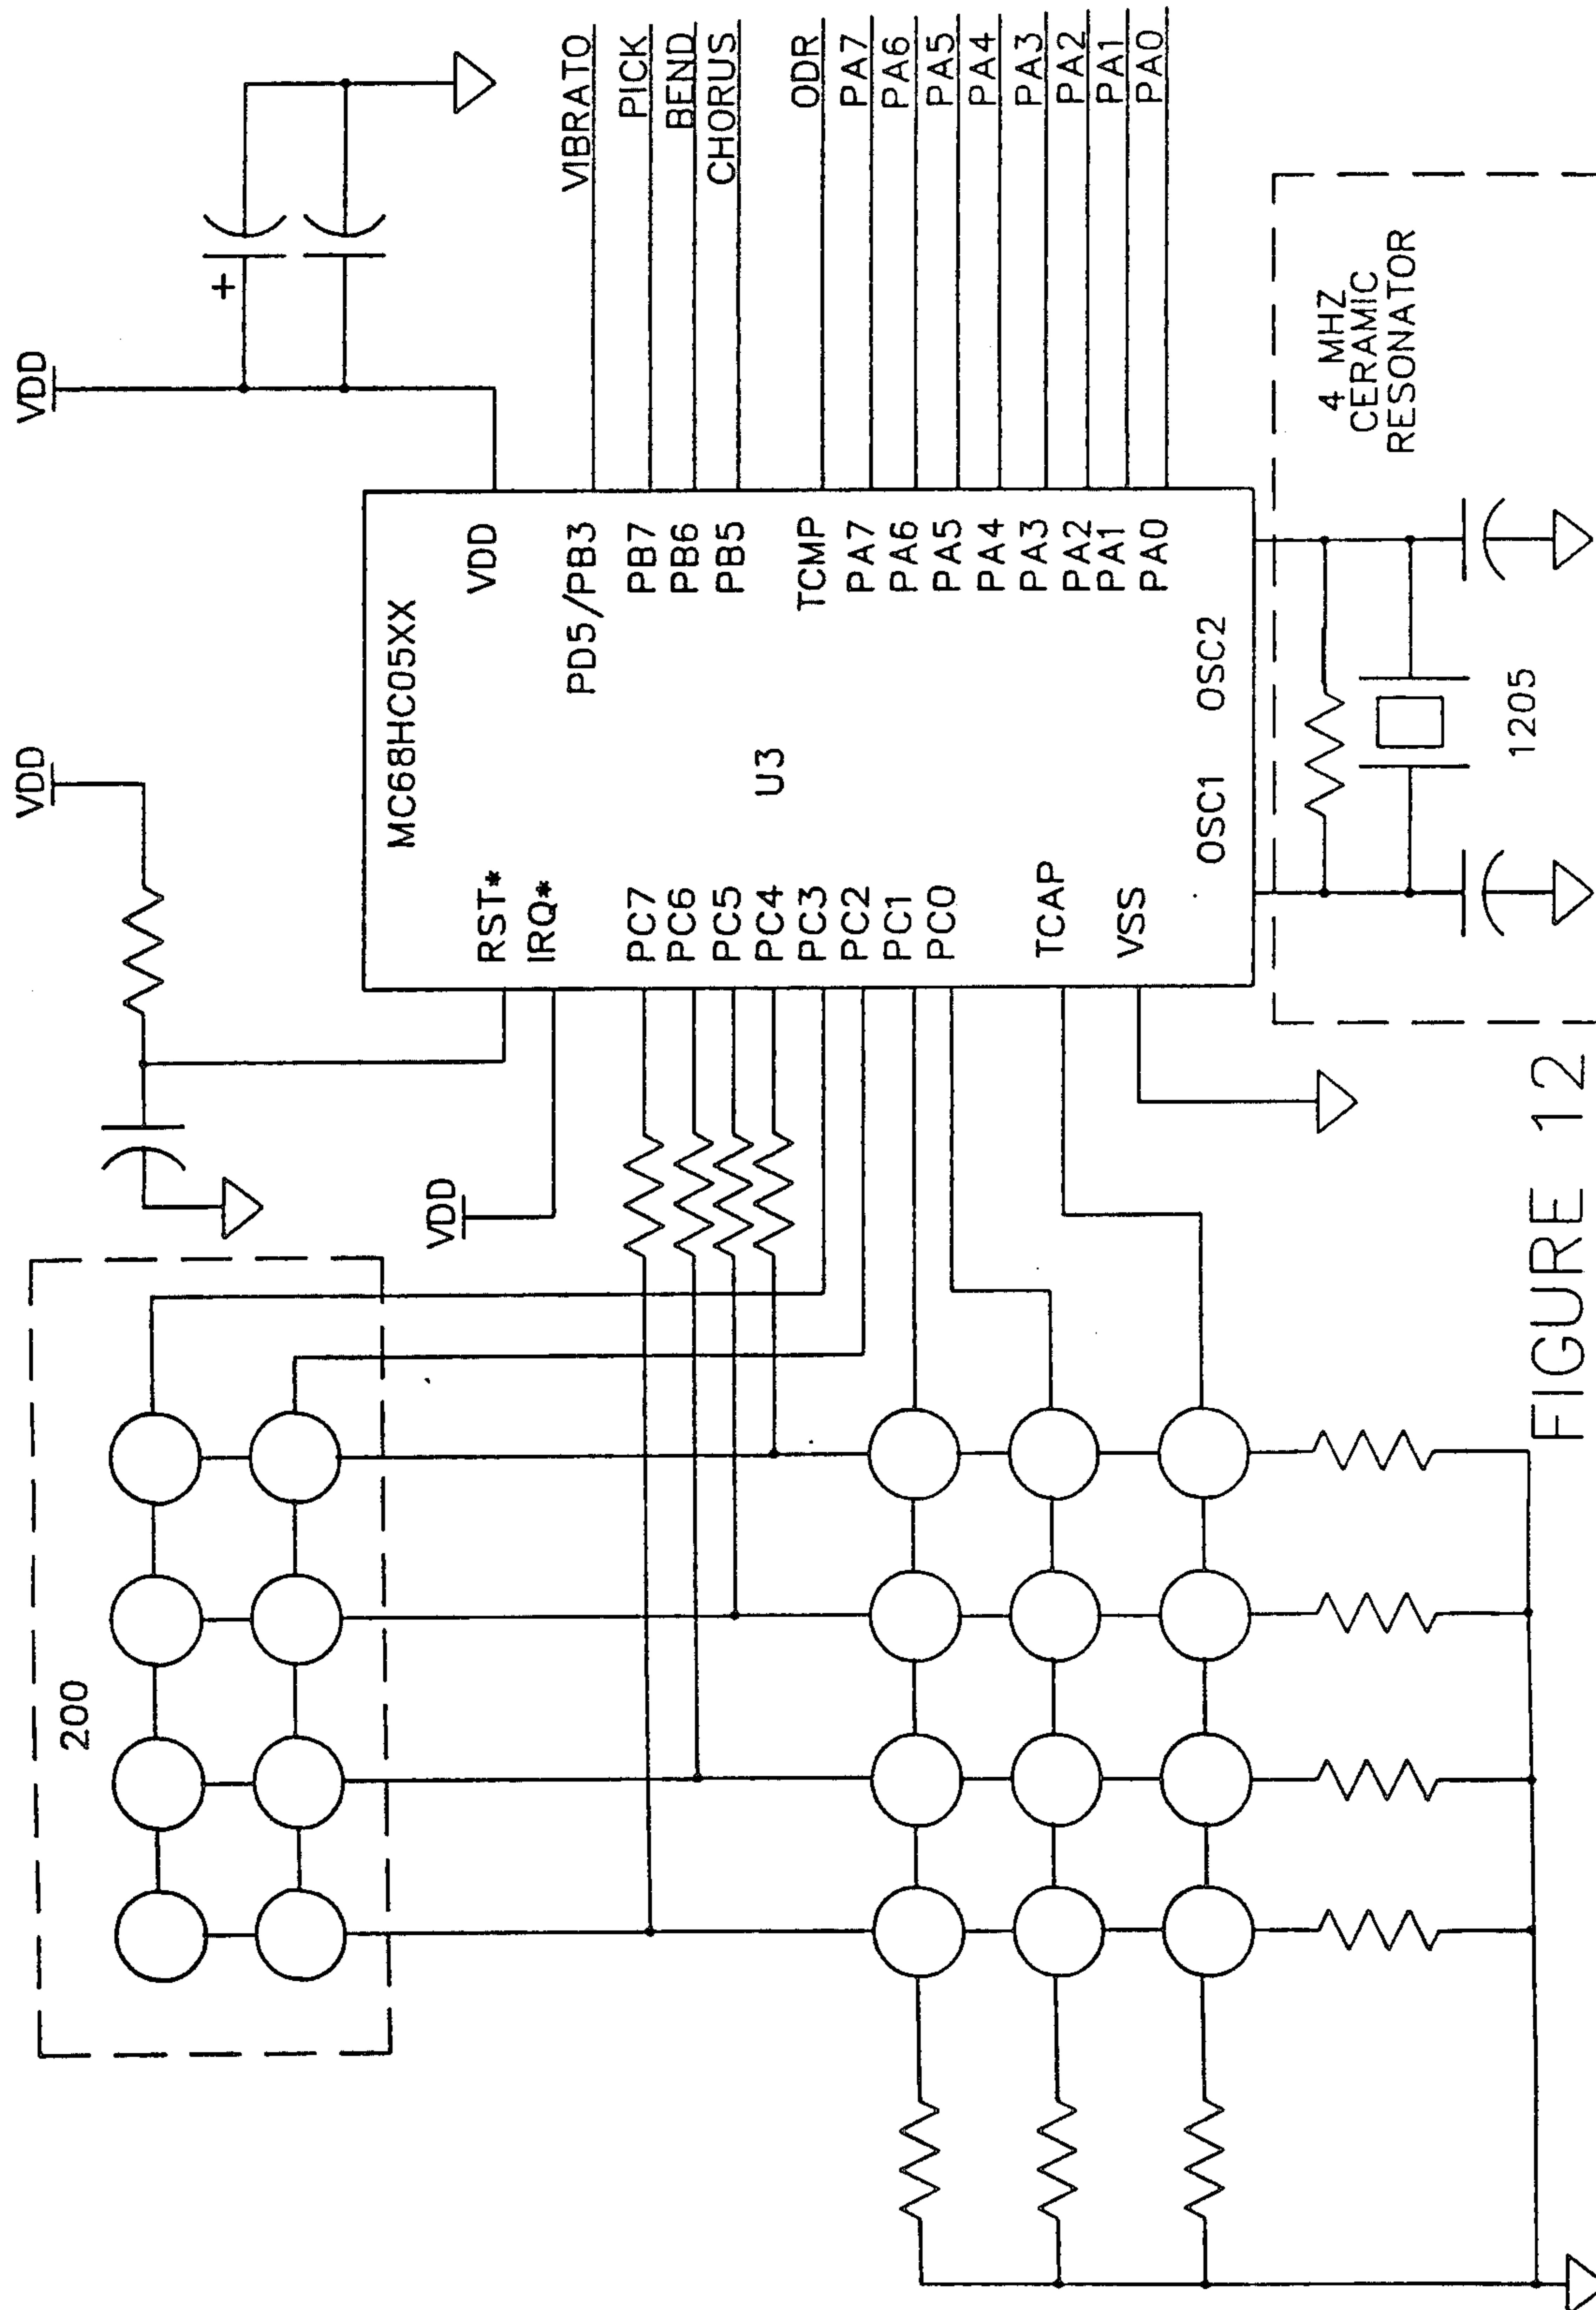 VDD
VDD
VDD
200
MC68HC05XX
U3
RST*
IRQ*
PC7
PC6
PC5
PC4
PC3
PC2
PC1
PC0
TCAP
VSS
OSC1
OSC2
VDD
PD5/PB3
PB7
PB6
PB5
TCMP
PA7
PA6
PA5
PA4
PA3
PA2
PA1
PA0
+
VIBRATO
PICK
BEND
CHORUS
ODR
PA7
PA6
PA5
PA4
PA3
PA2
PA1
PA0
4 MHZ
CERAMIC
RESONATOR
1205
FIGURE 12